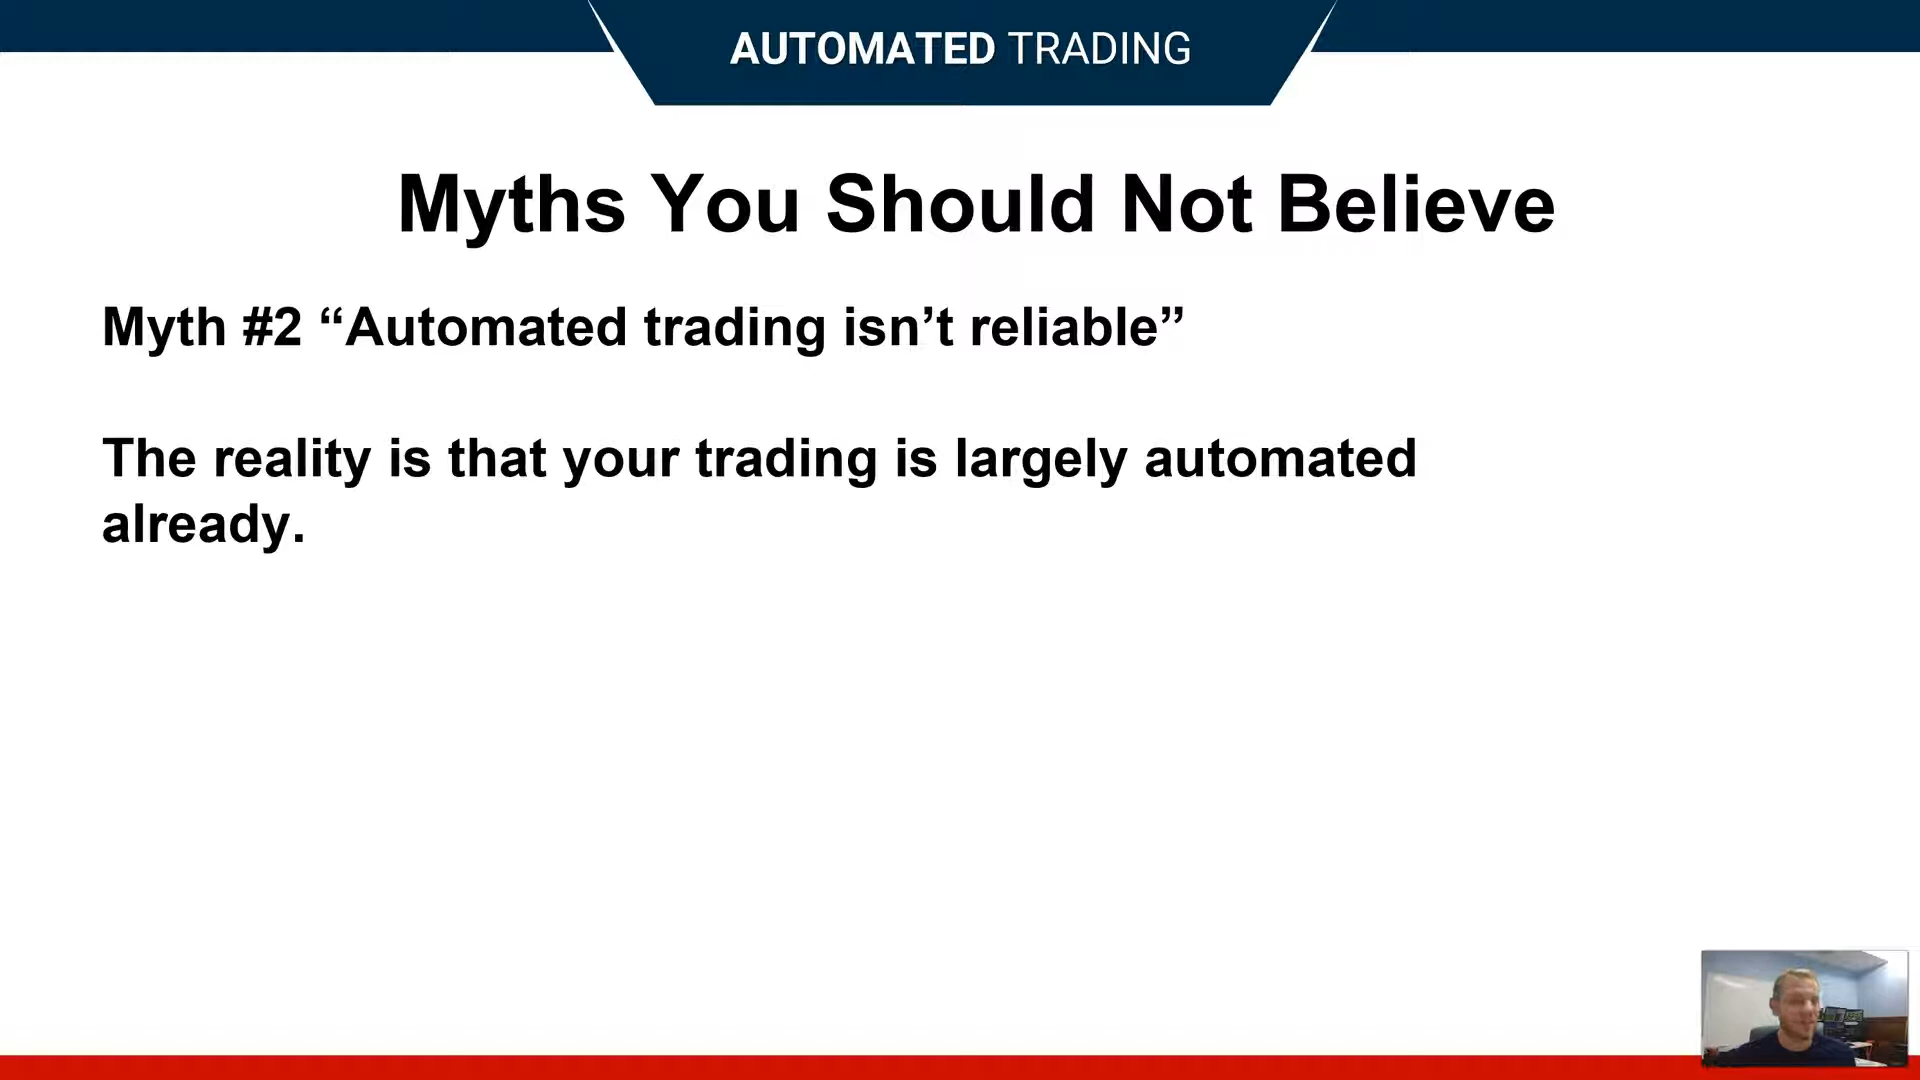 AUTOMATED TRADING
Myths You Should Not Believe
Myth #2 “Automated trading isn’t reliable”
The reality is that your trading is largely automated
already.